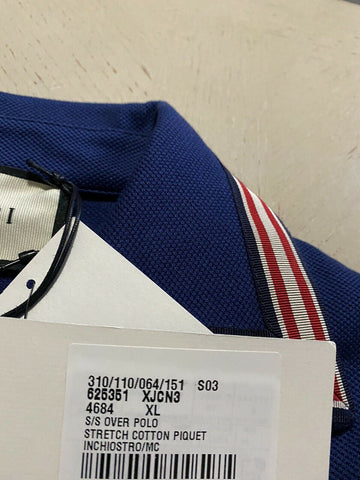 310/110/064/151 S03
625351 XJCN3
4684 XL
S/S OVER POLO
STRETCH COTTON PIQUET
INCHIOSTRO/MC